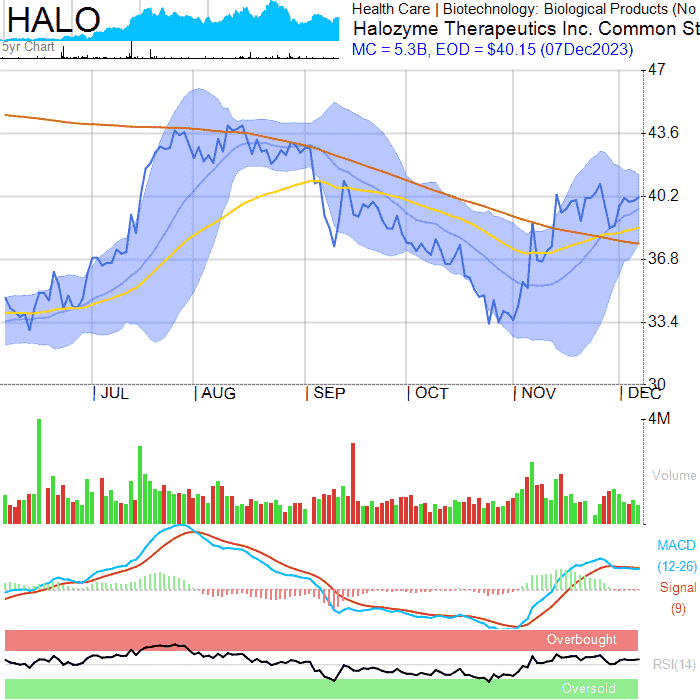 HALO
5yr Chart
Health Care | Biotechnology: Biological Products (No
Halozyme Therapeutics Inc. Common St
MC = 5.3B, EOD = $40.15 (07Dec2023)
47
43.6
40.2
36.8
33.4
30
JUL
AUG
SEP
OCT
NOV
DEC
4M
Volume
MACD
(12-26)
Signal
(9)
Overbought
RSI(14)
Oversold